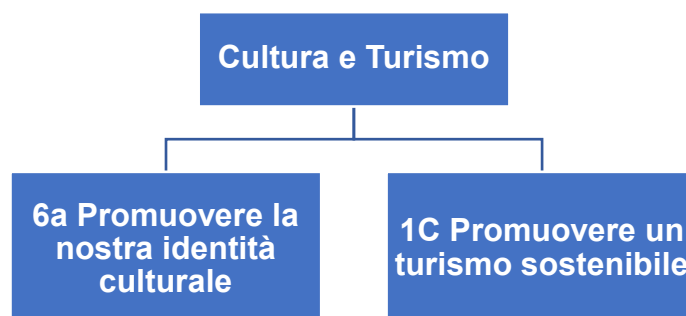 Cultura e Turismo
6a Promuovere la
nostra identità
culturale
1C Promuovere un
turismo sostenibile